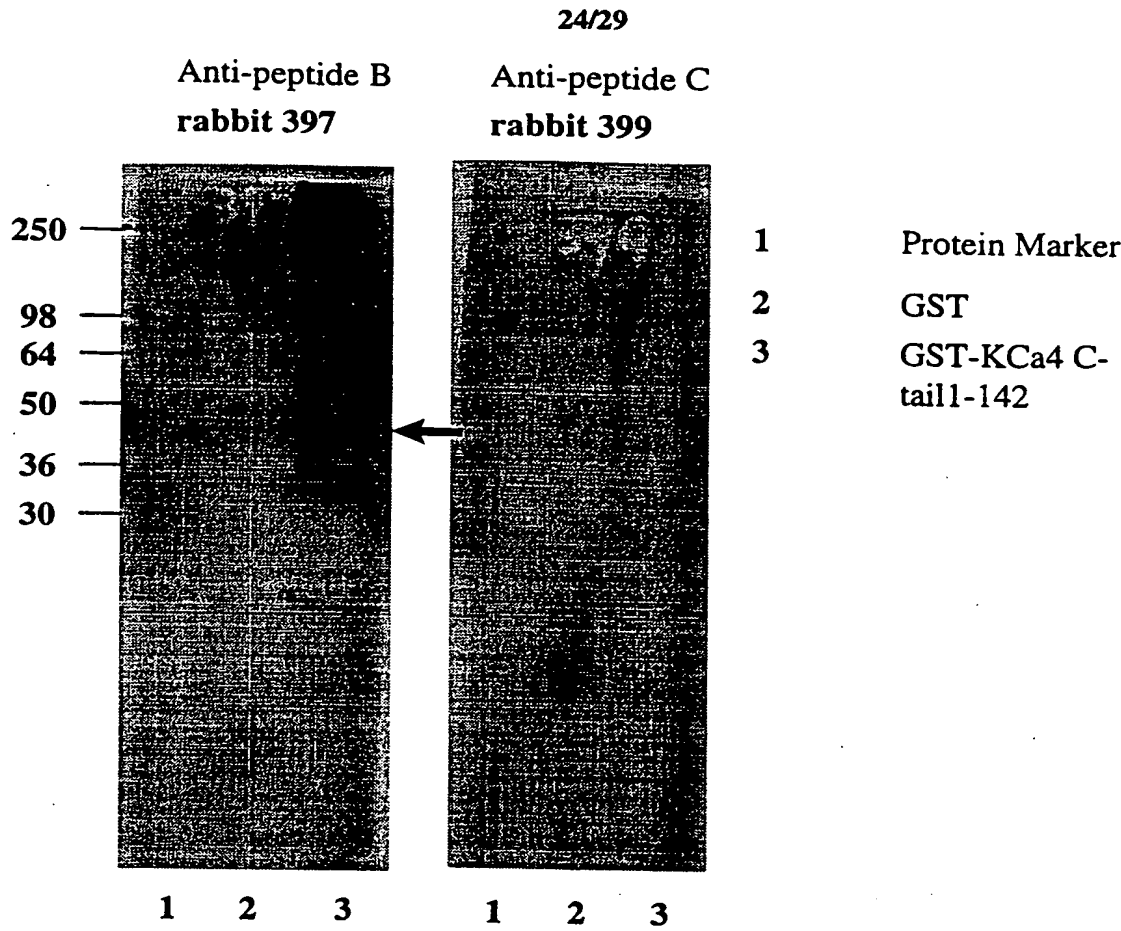 24/29
Anti-peptide B
rabbit 397
Anti-peptide C
rabbit 399
250
98
64
50
36
30
1 2 3
1 2 3
1 Protein Marker
2 GST
3 GST-KCa4 C-
tail1-142